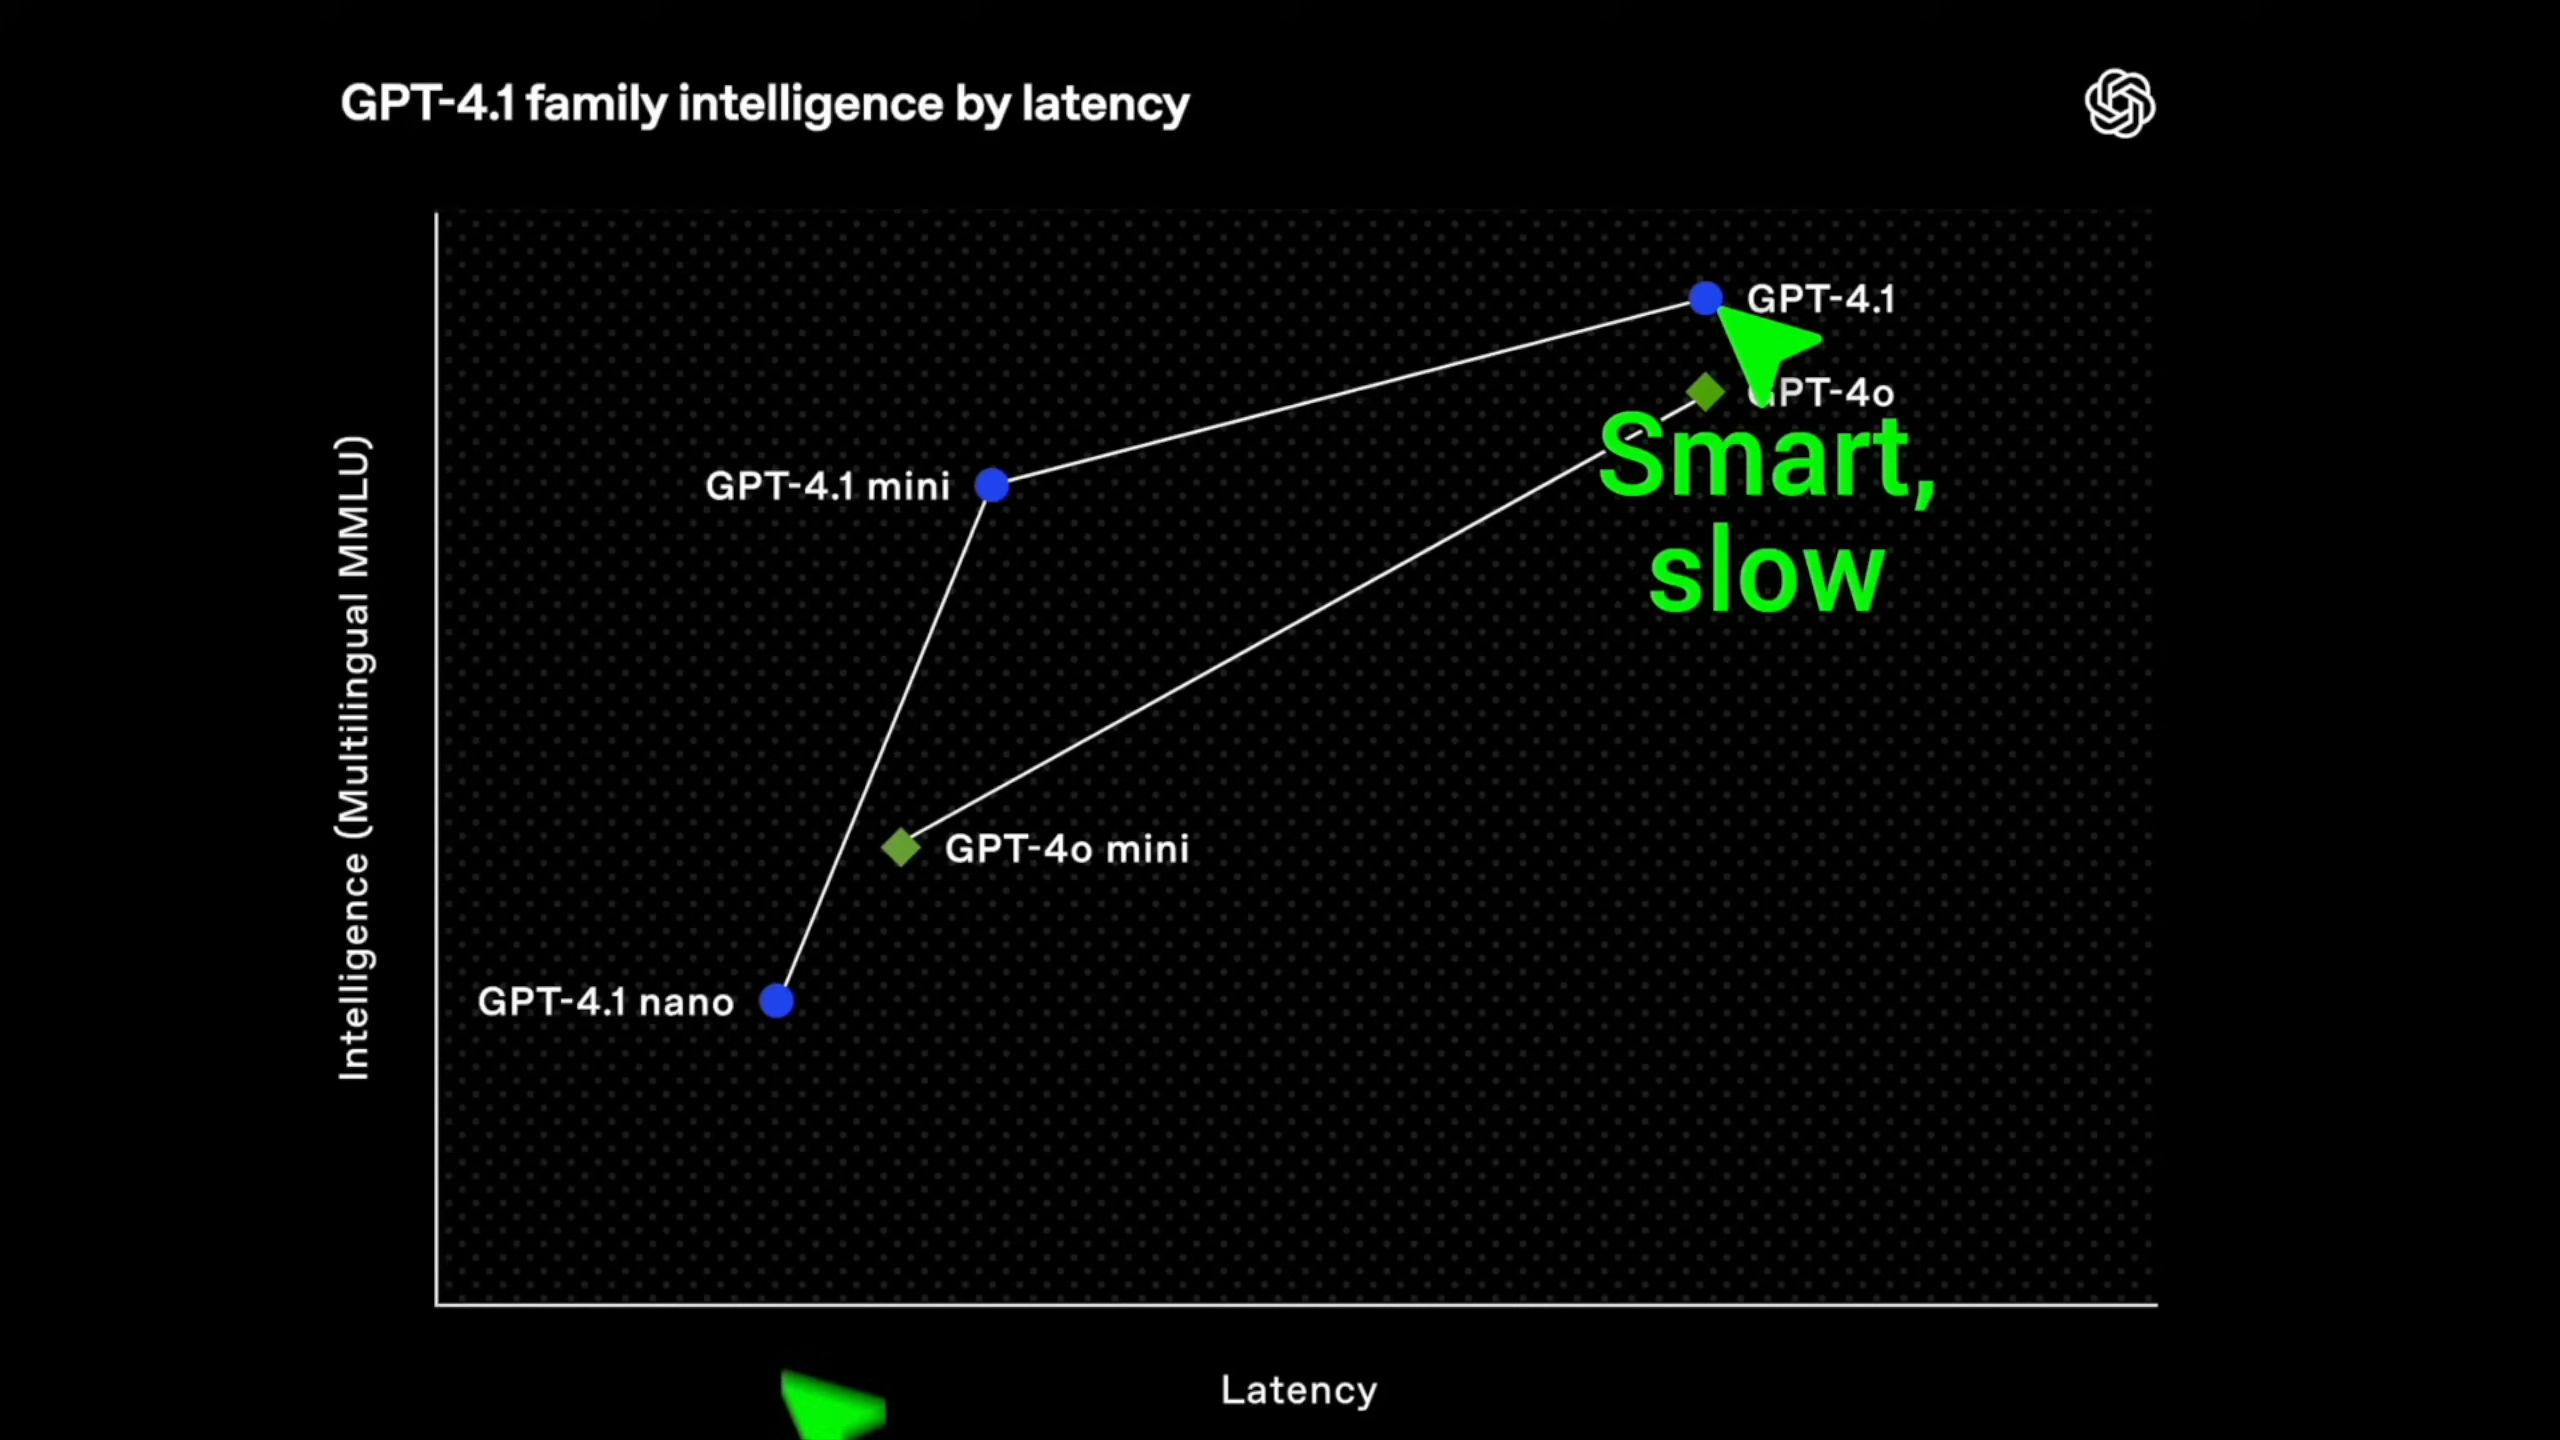 GPT-4.1 family intelligence by latency
GPT-4.1
GPT-4o
Smart,
slow
GPT-4.1 mini
GPT-4o mini
GPT-4.1 nano
Intelligence (Multilingual MMLU)
Latency